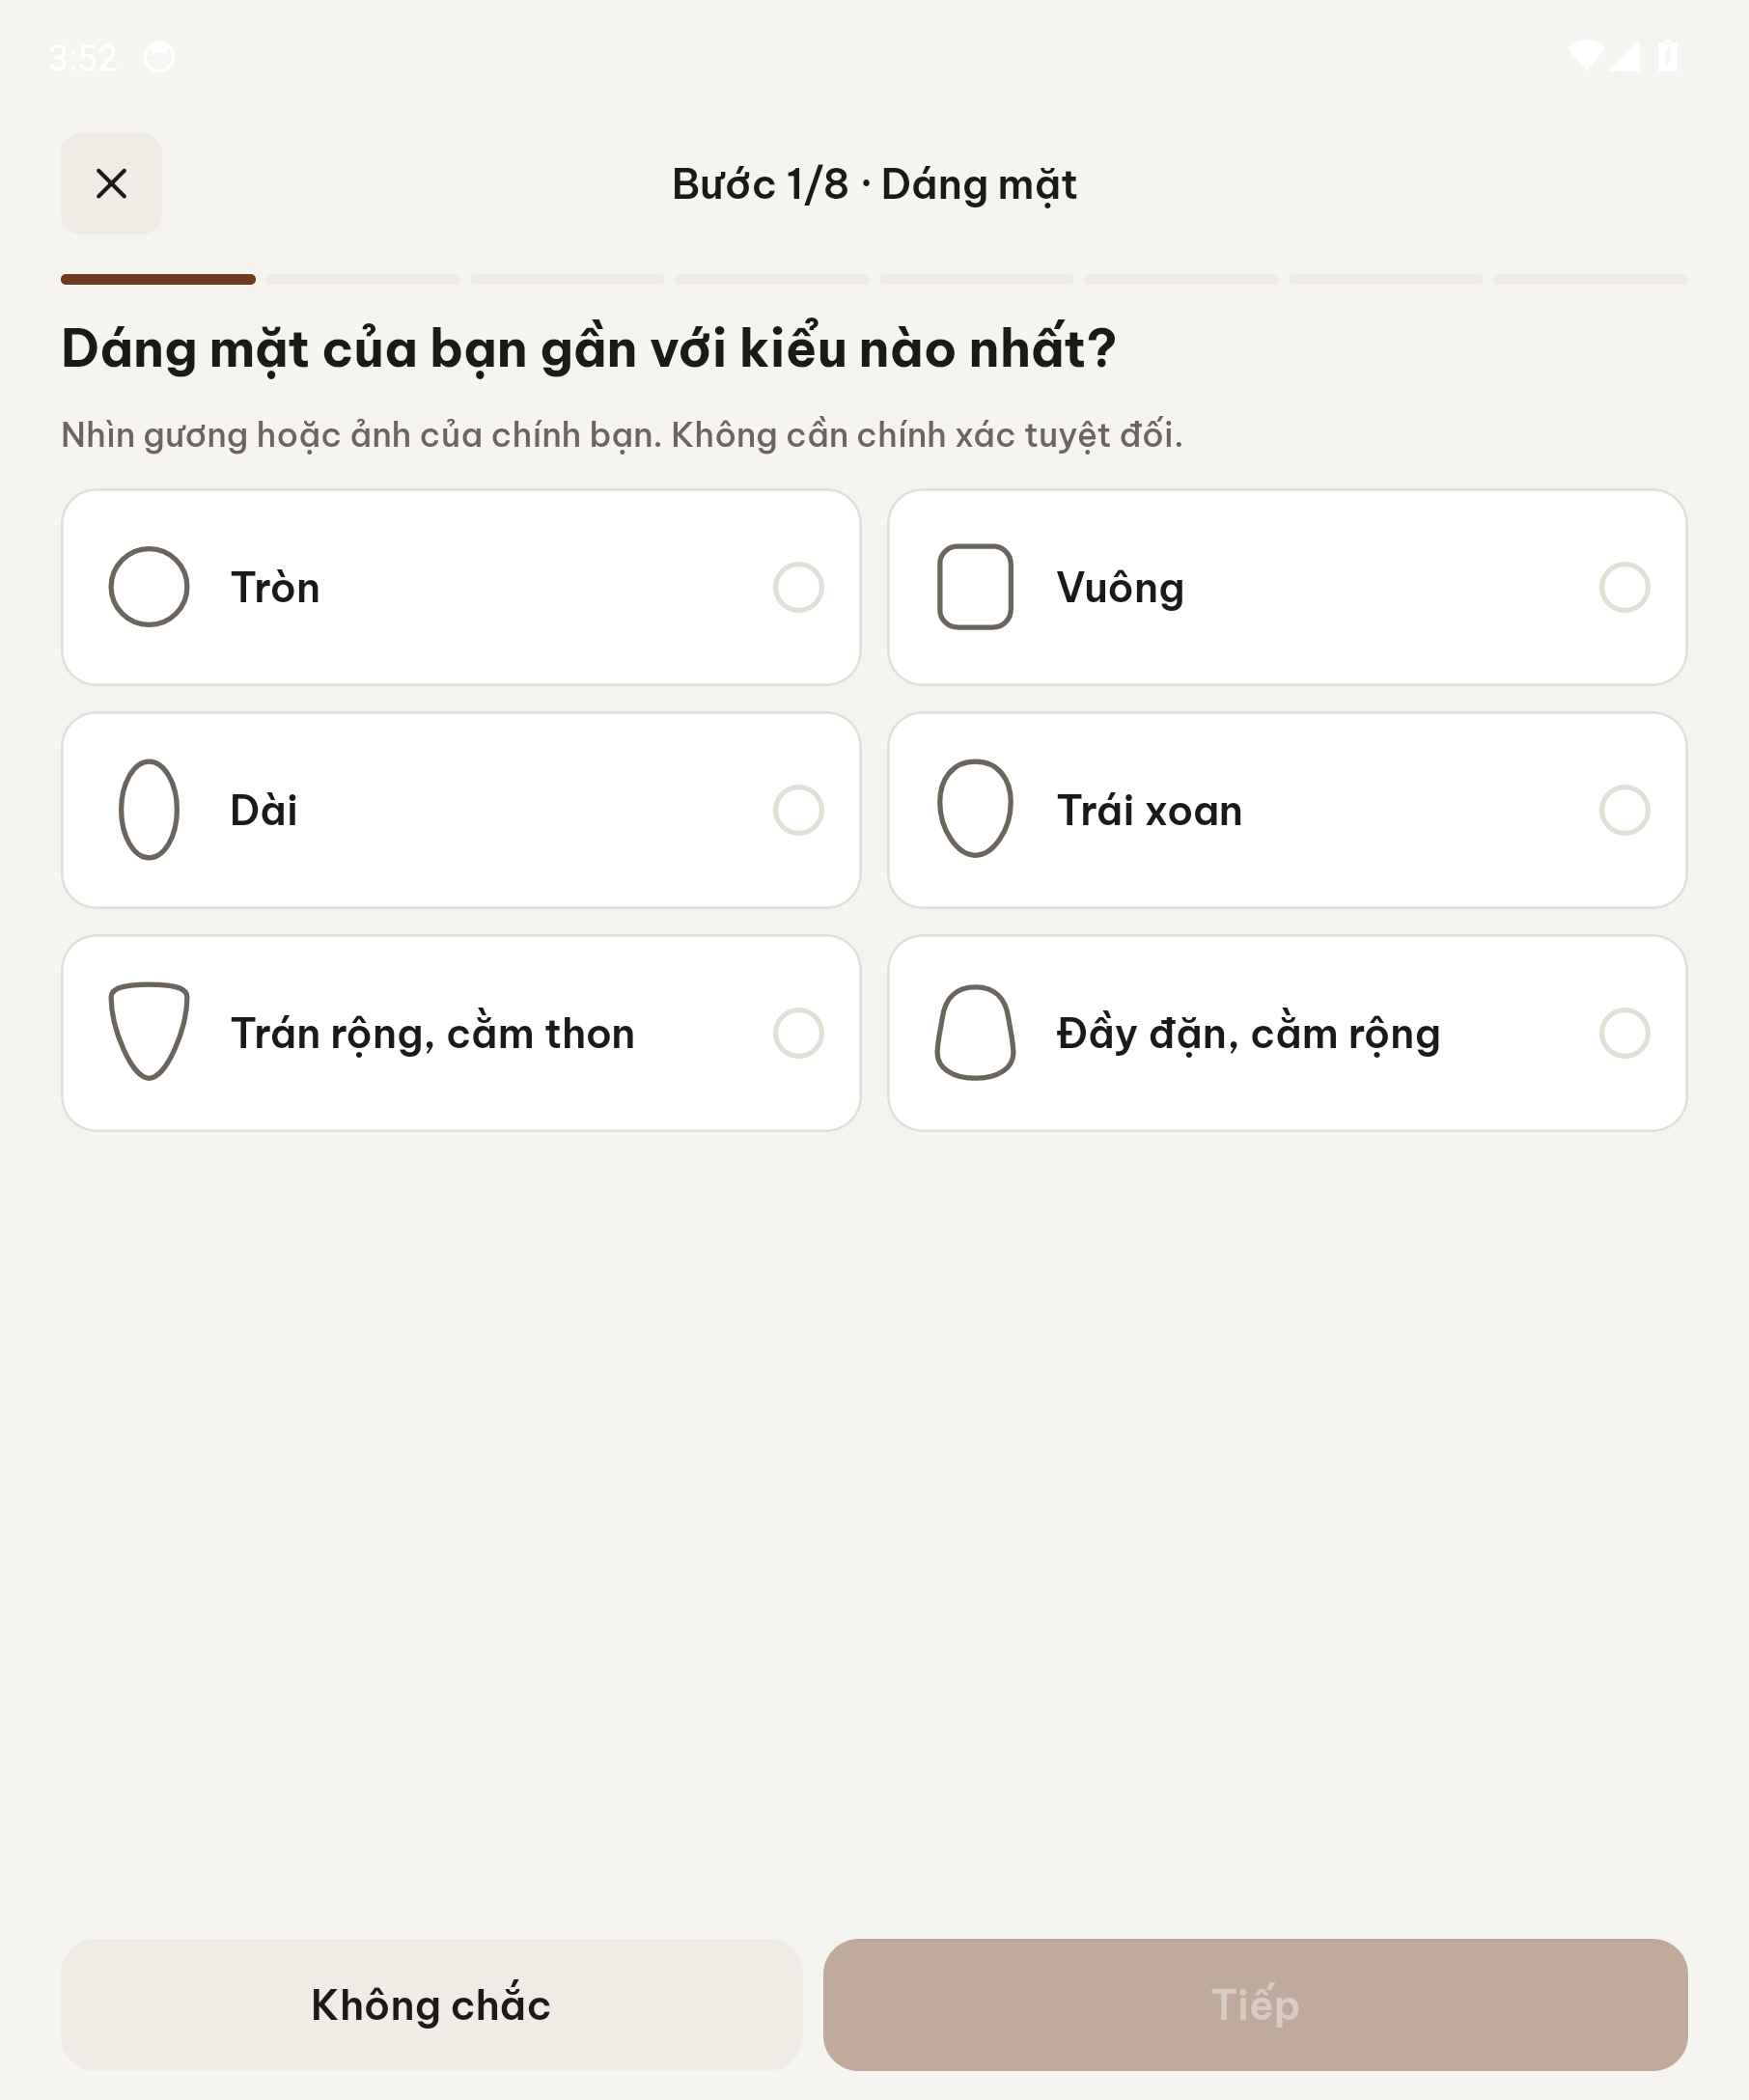 3:52
Bước 1/8 · Dáng mặt
Dáng mặt của bạn gần với kiểu nào nhất?
Nhìn gương hoặc ảnh của chính bạn. Không cần chính xác tuyệt đối.
Tròn
Vuông
Dài
Trái xoan
Trán rộng, cằm thon
Đầy đặn, cằm rộng
Không chắc
Tiếp